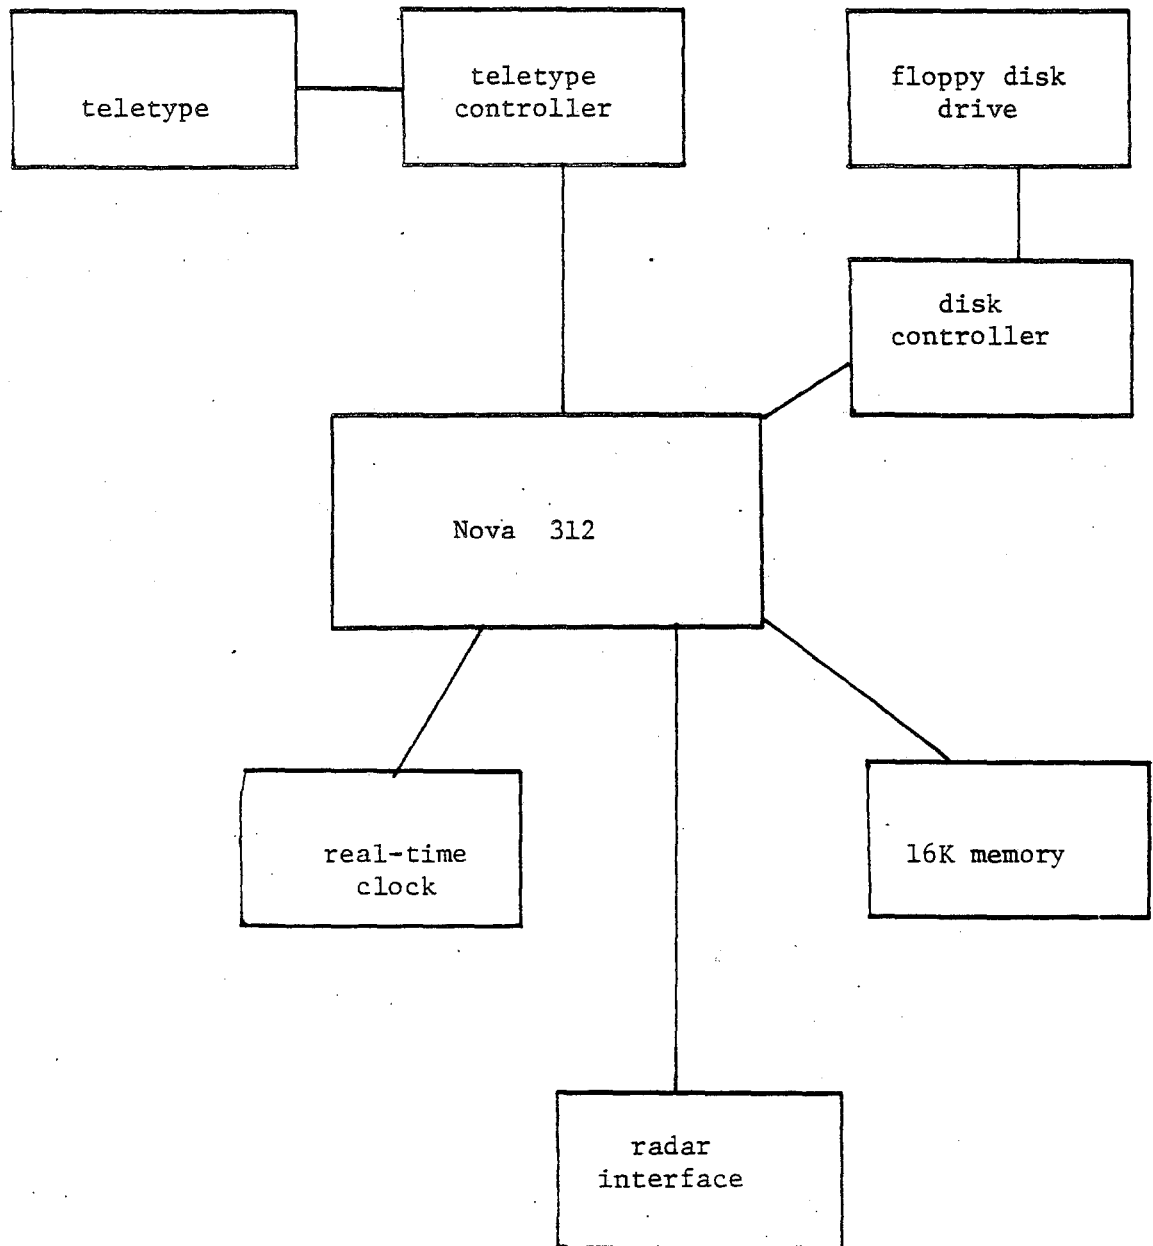 teletype
teletype
controller
floppy disk
drive
disk
controller
Nova 312
real-time
clock
16K memory
radar
interface